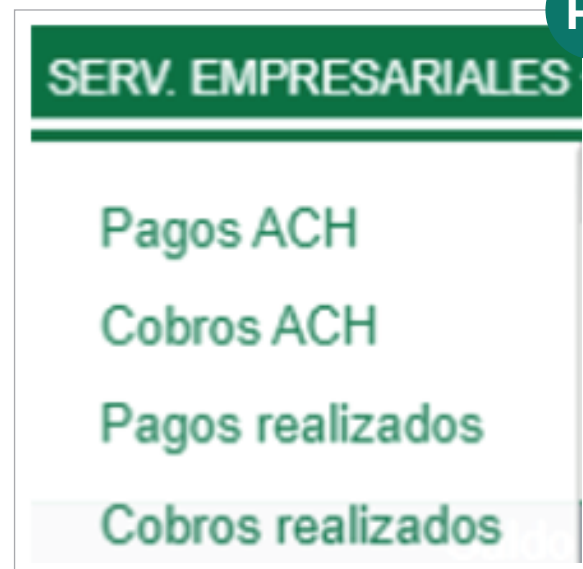 SERV. EMPRESARIALES
Pagos ACH
Cobros ACH
Pagos realizados
Cobros realizados